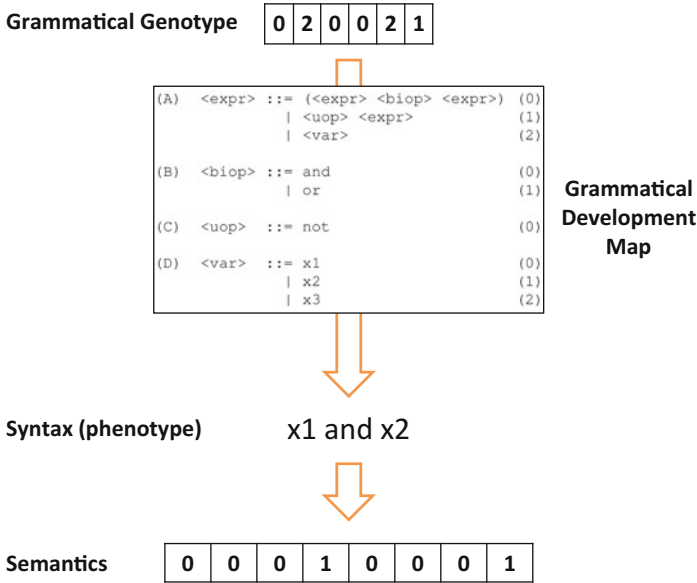 Grammatical Genotype 0 2 0 0 2 1
(A) <expr> ::= (<expr> <biop> <expr>) (0)
| <uop> <expr> (1)
| <var> (2)
(B) <biop> ::= and (0)
| or (1)
(C) <uop> ::= not (0)
(D) <var> ::= x1 (0)
| x2 (1)
| x3 (2)
Grammatical
Development
Map
Syntax (phenotype) x1 and x2
Semantics 0 0 0 1 0 0 0 1